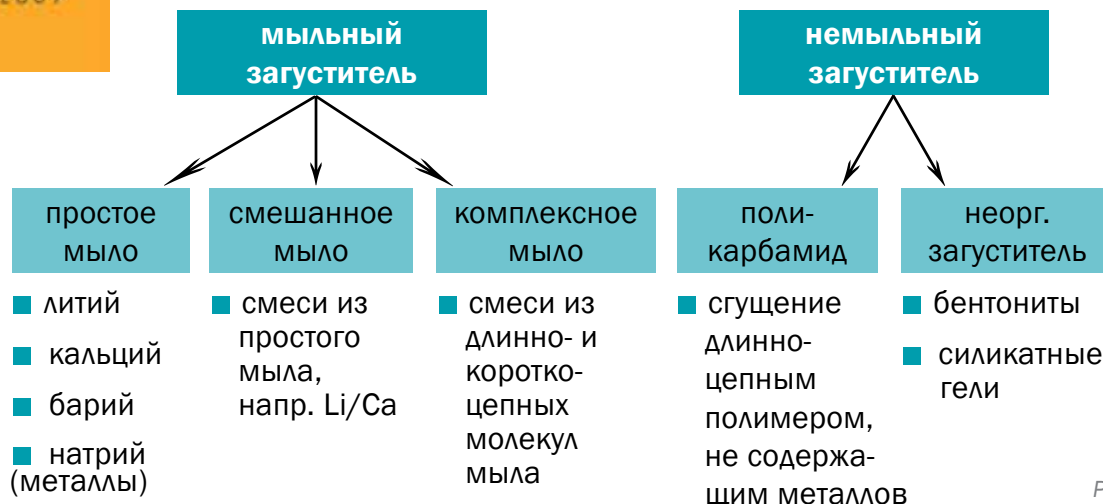 мыльный
загуститель
немыльный
загуститель
простое
мыло
смешанное
мыло
комплексное
мыло
поли-
карбамид
неорг.
загуститель
литий
кальций
барий
натрий
(металлы)
смеси из
простого
мыла,
напр. Li/Ca
смеси из
длинно- и
коротко-
цепных
молекул
мыла
сгущение
длинно-
цепным
полимером,
не содержа-
щим металлов
бентониты
силикатные
гели